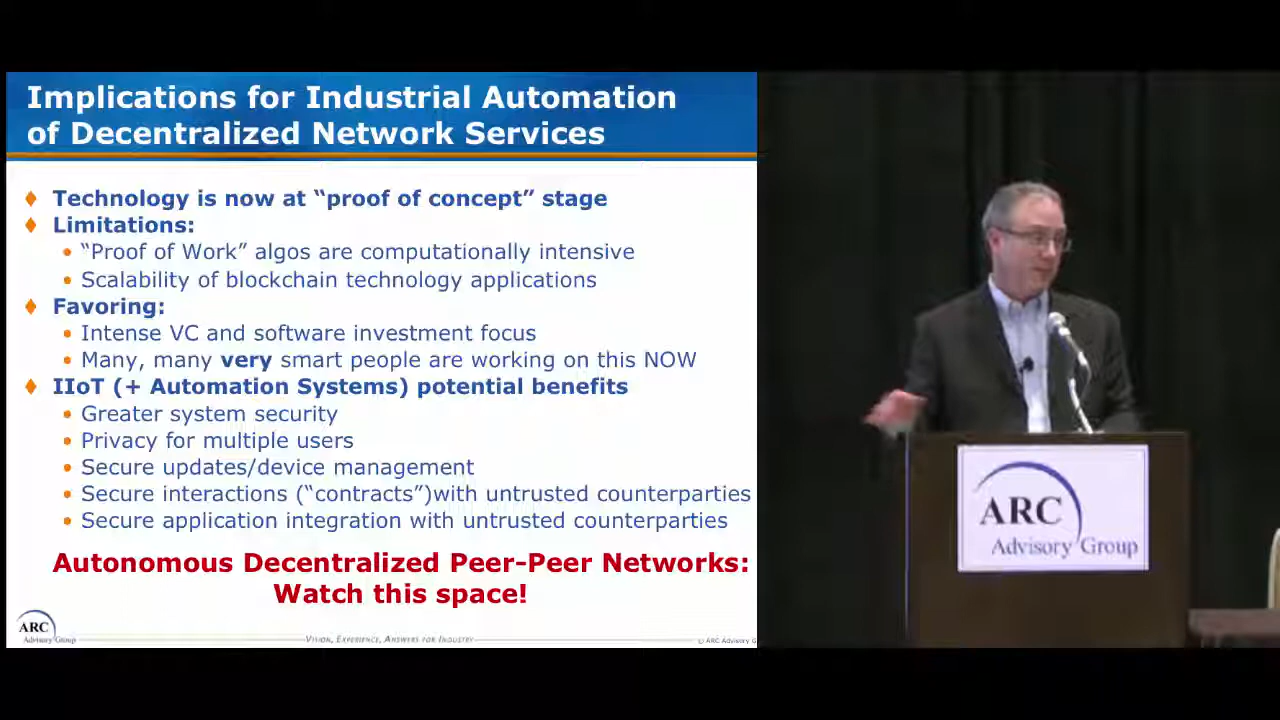 Implications for Industrial Automation
of Decentralized Network Services
Technology is now at “proof of concept” stage
Limitations:
“Proof of Work” algos are computationally intensive
Scalability of blockchain technology applications
Favoring:
Intense VC and software investment focus
Many, many very smart people are working on this NOW
IIoT (+ Automation Systems) potential benefits
Greater system security
Privacy for multiple users
Secure updates/device management
Secure interactions (“contracts”)with untrusted counterparties
Secure application integration with untrusted counterparties
Autonomous Decentralized Peer-Peer Networks:
Watch this space!
ARC
Advisory Group
VISION, EXPERIENCE, ANSWERS FOR INDUSTRY
© ARC Advisory G
ARC
Advisory Group